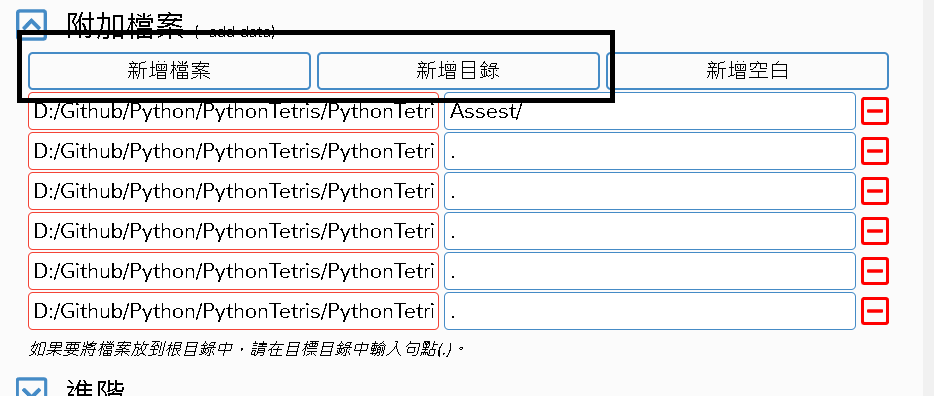 附加檔案 (--add-data)
新增檔案 新增目錄 新增空白
D:/Github/Python/PythonTetris/PythonTetri Assest/
D:/Github/Python/PythonTetris/PythonTetri .
D:/Github/Python/PythonTetris/PythonTetri .
D:/Github/Python/PythonTetris/PythonTetri .
D:/Github/Python/PythonTetris/PythonTetri .
D:/Github/Python/PythonTetris/PythonTetri .
如果要將檔案放到根目錄中，請在目標目錄中輸入句點(.)。
進階